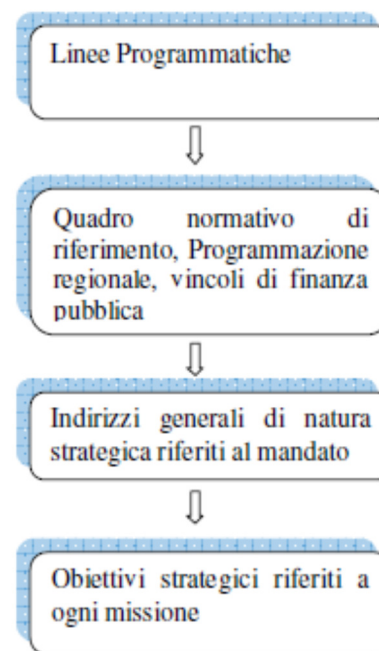 Linee Programmatiche
Quadro normativo di
riferimento, Programmazione
regionale, vincoli di finanza
pubblica
Indirizzi generali di natura
strategica riferiti al mandato
Obiettivi strategici riferiti a
ogni missione